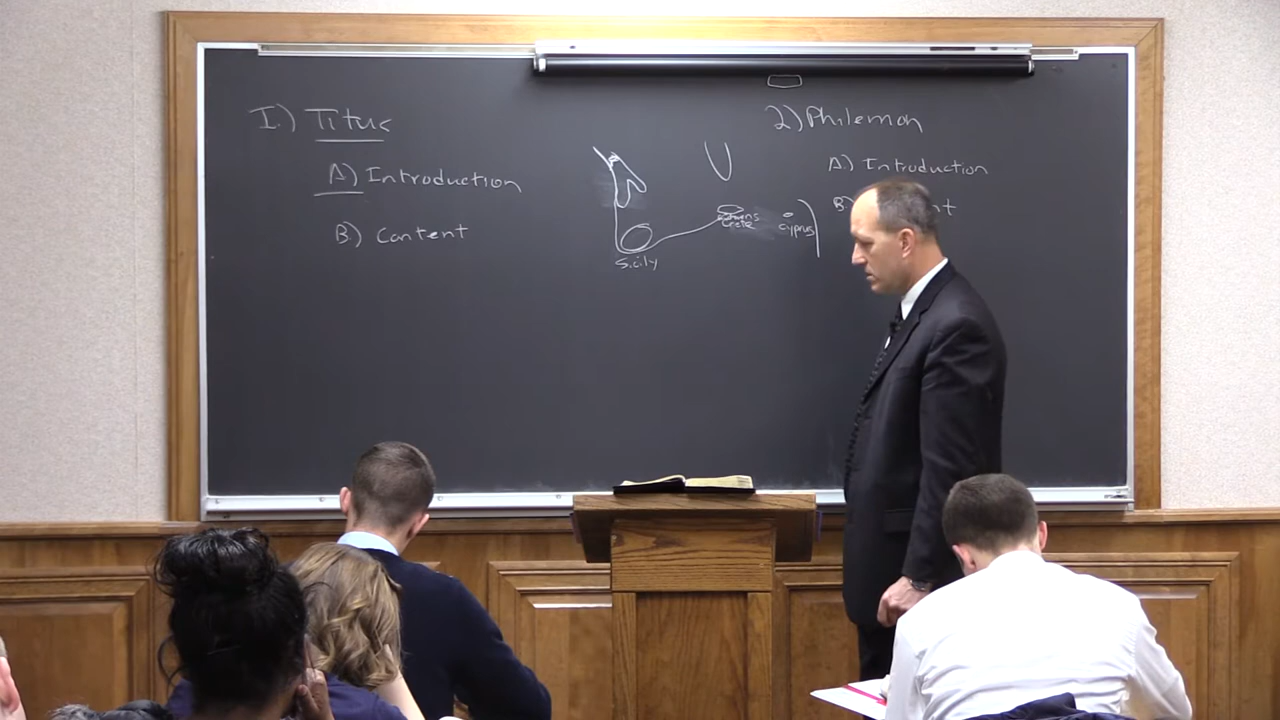 I.) Titus
A.) Introduction
B.) Content
Sicily
Crete
Cyprus
2) Philemon
A.) Introduction
B.)